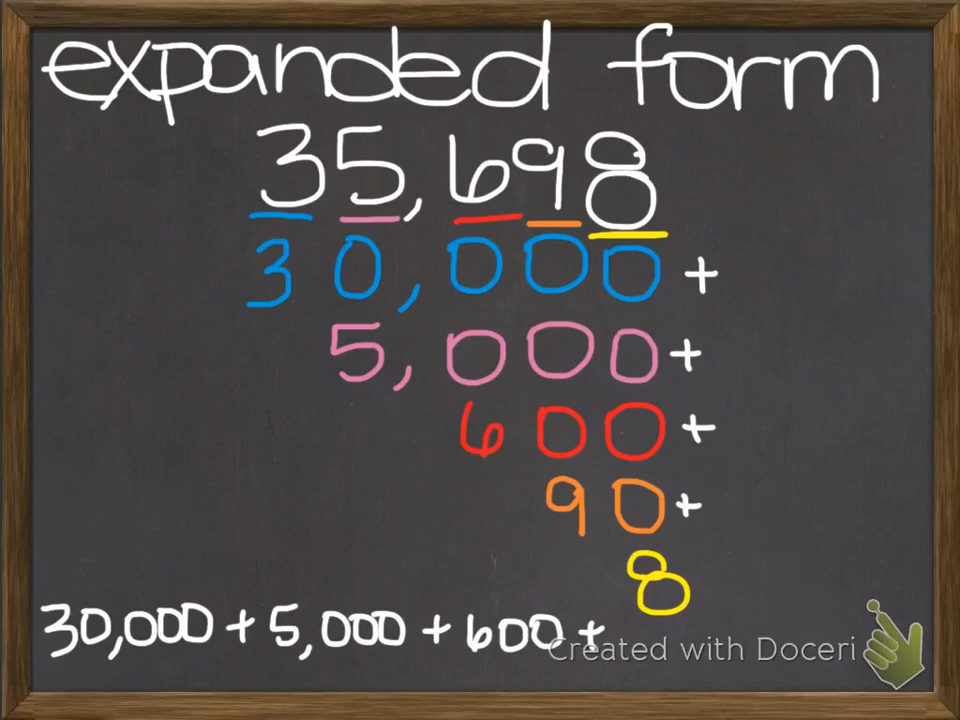 expanded form
35,698
30,000 +
5,000 +
600 +
90 +
8
30,000 + 5,000 + 600 +
Created with Doceri